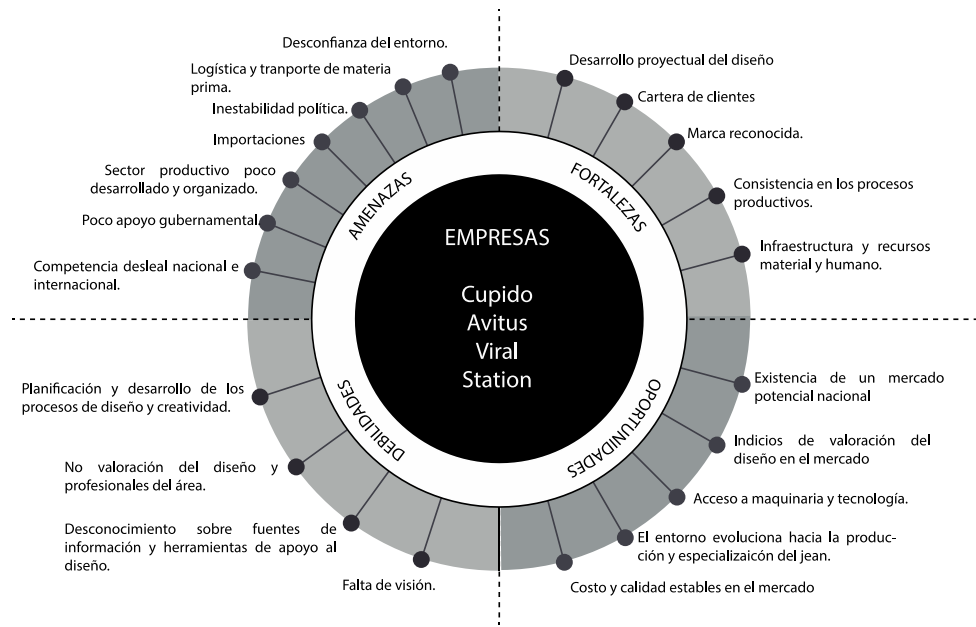 Desconfianza del entorno.
Logística y tranporte de materia
prima.
Inestabilidad política.
Importaciones
Sector productivo poco
desarrollado y organizado.
Poco apoyo gubernamental.
Competencia desleal nacional e
internacional.
AMENAZAS
Desarrollo proyectual del diseño
Cartera de clientes
Marca reconocida.
Consistencia en los procesos
productivos.
Infraestructura y recursos
material y humano.
FORTALEZAS
EMPRESAS
Cupido
Avitus
Viral
Station
Planificación y desarrollo de los
procesos de diseño y creatividad.
No valoración del diseño y
profesionales del área.
Desconocimiento sobre fuentes de
información y herramientas de apoyo al
diseño.
Falta de visión.
DEBILIDADES
Existencia de un mercado
potencial nacional
Indicios de valoración del
diseño en el mercado
Acceso a maquinaria y tecnología.
El entorno evoluciona hacia la produc-
ción y especializaicón del jean.
Costo y calidad estables en el mercado
OPORTUNIDADES